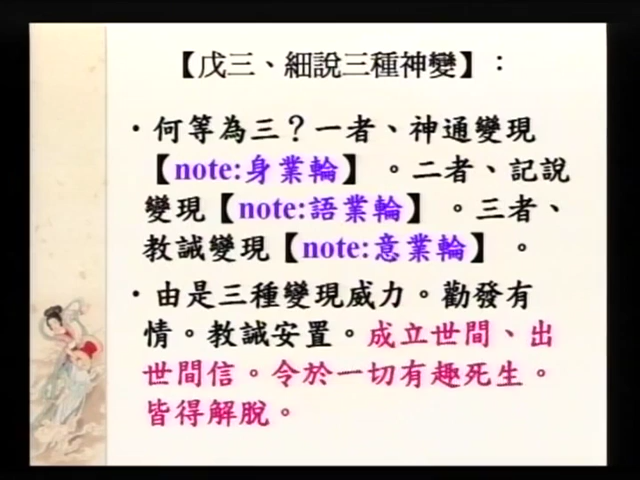 【戊三、細說三種神變】：
・何等為三？一者、神通變現
【note:身業輪】 。二者、記說
變現【note:語業輪】 。三者、
教誡變現【note:意業輪】 。
・由是三種變現威力。勸發有
情。教誡安置。成立世間、出
世間信。令於一切有趣死生。
皆得解脫。